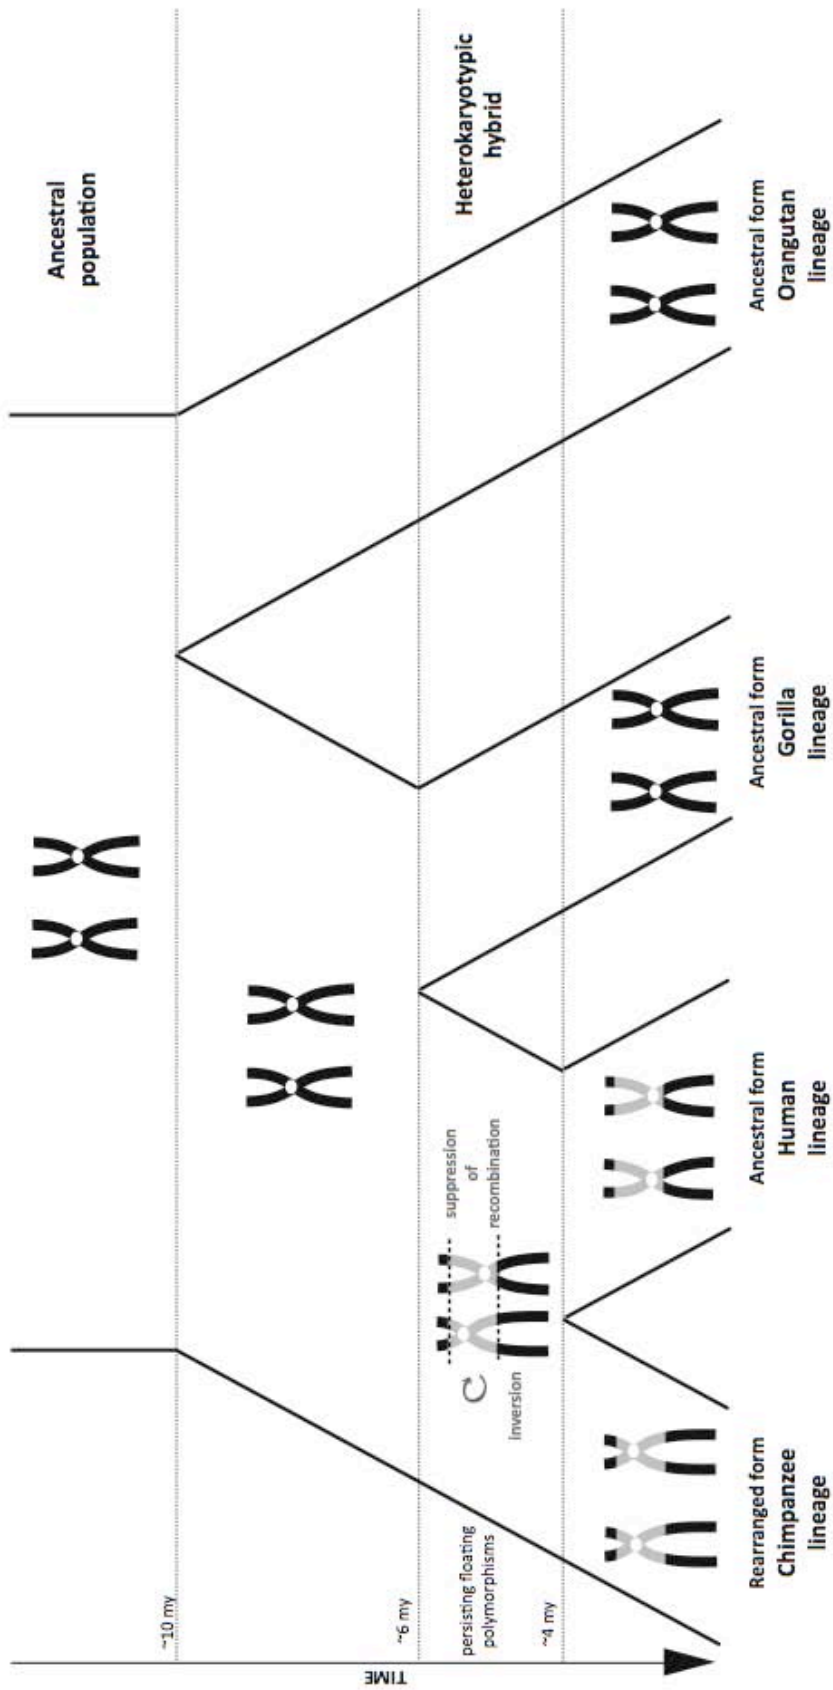 TIME
~10 my
~6 my
~4 my
Ancestral
population
persisting floating
polymorphisms
inversion
suppression
of
recombination
Heterokaryotypic
hybrid
Rearranged form
Chimpanzee
lineage
Ancestral form
Human
lineage
Ancestral form
Gorilla
lineage
Ancestral form
Orangutan
lineage